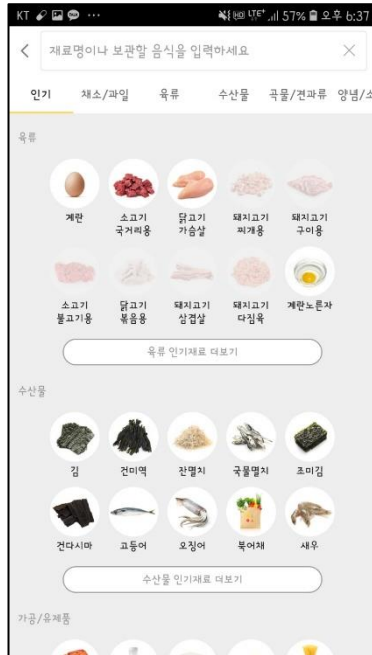 KT LTE+ 57% 오후 6:37
재료명이나 보관할 음식을 입력하세요
인기 채소/과일 육류 수산물 곡물/견과류 양념/소
육류
계란 소고기 닭고기 돼지고기 돼지고기
국거리용 가슴살 찌개용 구이용
소고기 닭고기 돼지고기 돼지고기 계란노른자
불고기용 볶음용 삼겹살 다짐육
육류 인기재료 더보기
수산물
김 건미역 잔멸치 국물멸치 조미김
건다시마 고등어 오징어 북어채 새우
수산물 인기재료 더보기
가공/유제품